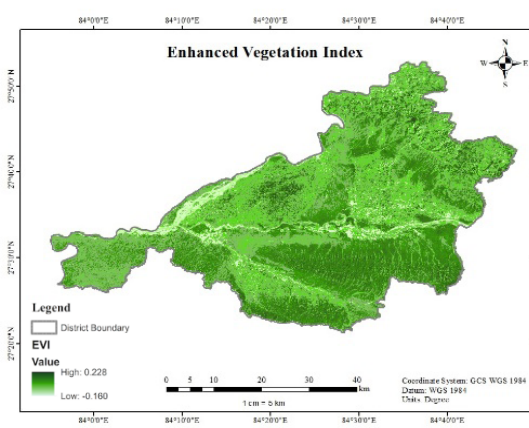 84°0'0"E 84°10'0"E 84°20'0"E 84°30'0"E 84°40'0"E
Enhanced Vegetation Index
N
W E
S
27°50'0"N
27°40'0"N
27°30'0"N
27°20'0"N
Legend
District Boundary
EVI
Value
High: 0.228
Low: -0.160
0 5 10 20 30 40
km
1 cm = 5 km
Coordinate System: GCS WGS 1984
Datum: WGS 1984
Units: Degree
84°0'0"E 84°10'0"E 84°20'0"E 84°30'0"E 84°40'0"E